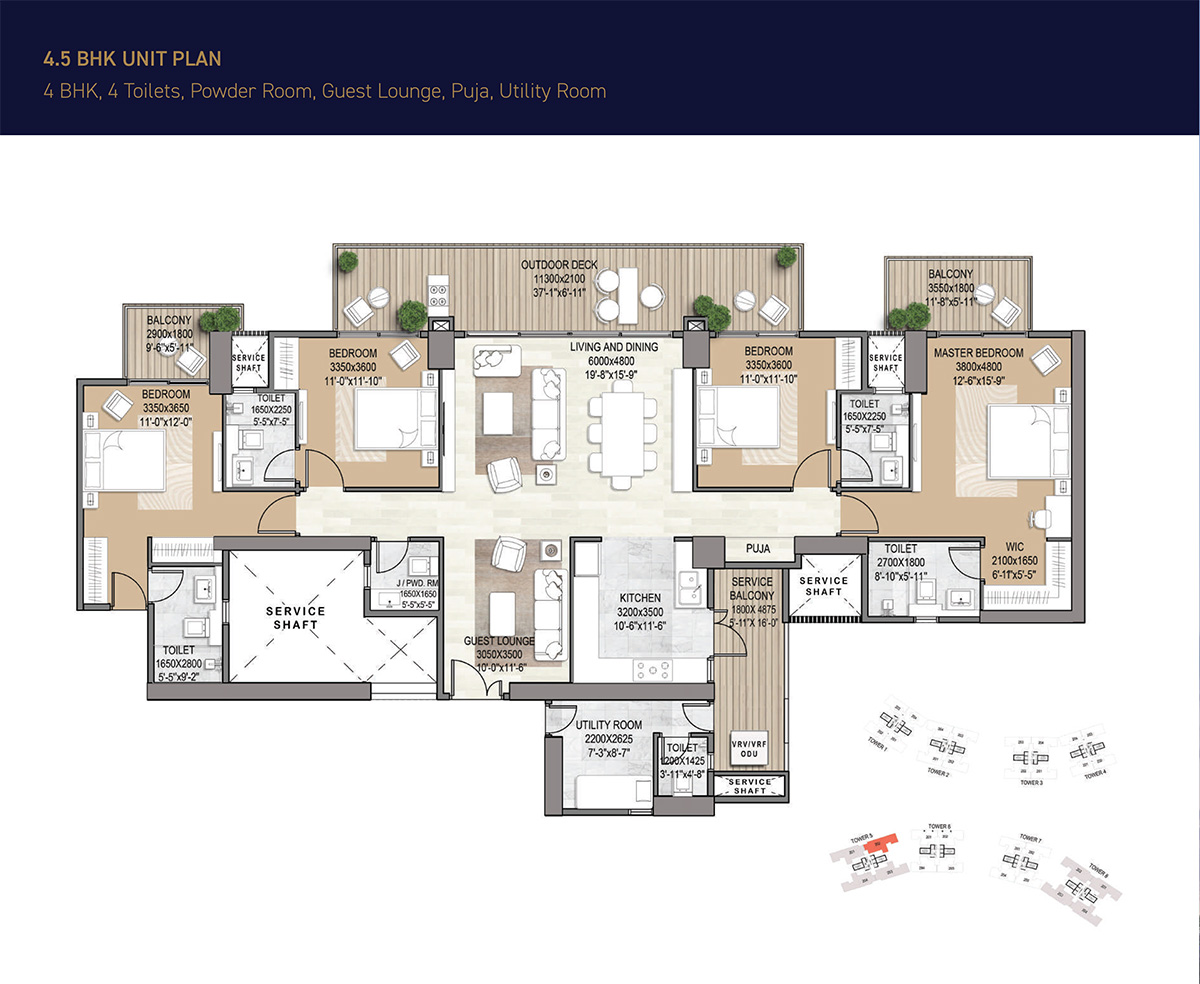 4.5 BHK UNIT PLAN
4 BHK, 4 Toilets, Powder Room, Guest Lounge, Puja, Utility Room
OUTDOOR DECK
11300x2100
37'-1"x6'-11"
BALCONY
3550x1800
11'-8"x5'-11"
BALCONY
2900x1800
9'-6"x5'-11"
SERVICE
SHAFT
BEDROOM
3350x3600
11'-0"x11'-10"
LIVING AND DINING
6000x4800
19'-8"x15'-9"
BEDROOM
3350x3600
11'-0"x11'-10"
SERVICE
SHAFT
MASTER BEDROOM
3800x4800
12'-6"x15'-9"
BEDROOM
3350x3650
11'-0"x12'-0"
TOILET
1650X2250
5'-5"x7'-5"
TOILET
1650X2250
5'-5"x7'-5"
PUJA
TOILET
2700X1800
8'-10"x5'-11"
WIC
2100x1650
6'-11"x5'-5"
SERVICE
SHAFT
J / PWD. RM
1650X1650
5'-5"x5'-5"
KITCHEN
3200x3500
10'-6"x11'-6"
SERVICE
BALCONY
1800X 4875
5'-11"X 16'-0"
SERVICE
SHAFT
GUEST LOUNGE
3050X3500
10'-0"x11'-6"
TOILET
1650X2800
5'-5"x9'-2"
UTILITY ROOM
2200X2625
7'-3"x8'-7"
TOILET
1200X1425
3'-11"x4'-8"
VRV/VRF
ODU
SERVICE
SHAFT
TOWER 1
TOWER 2
TOWER 3
TOWER 4
TOWER 5
TOWER 6
TOWER 7
TOWER 8